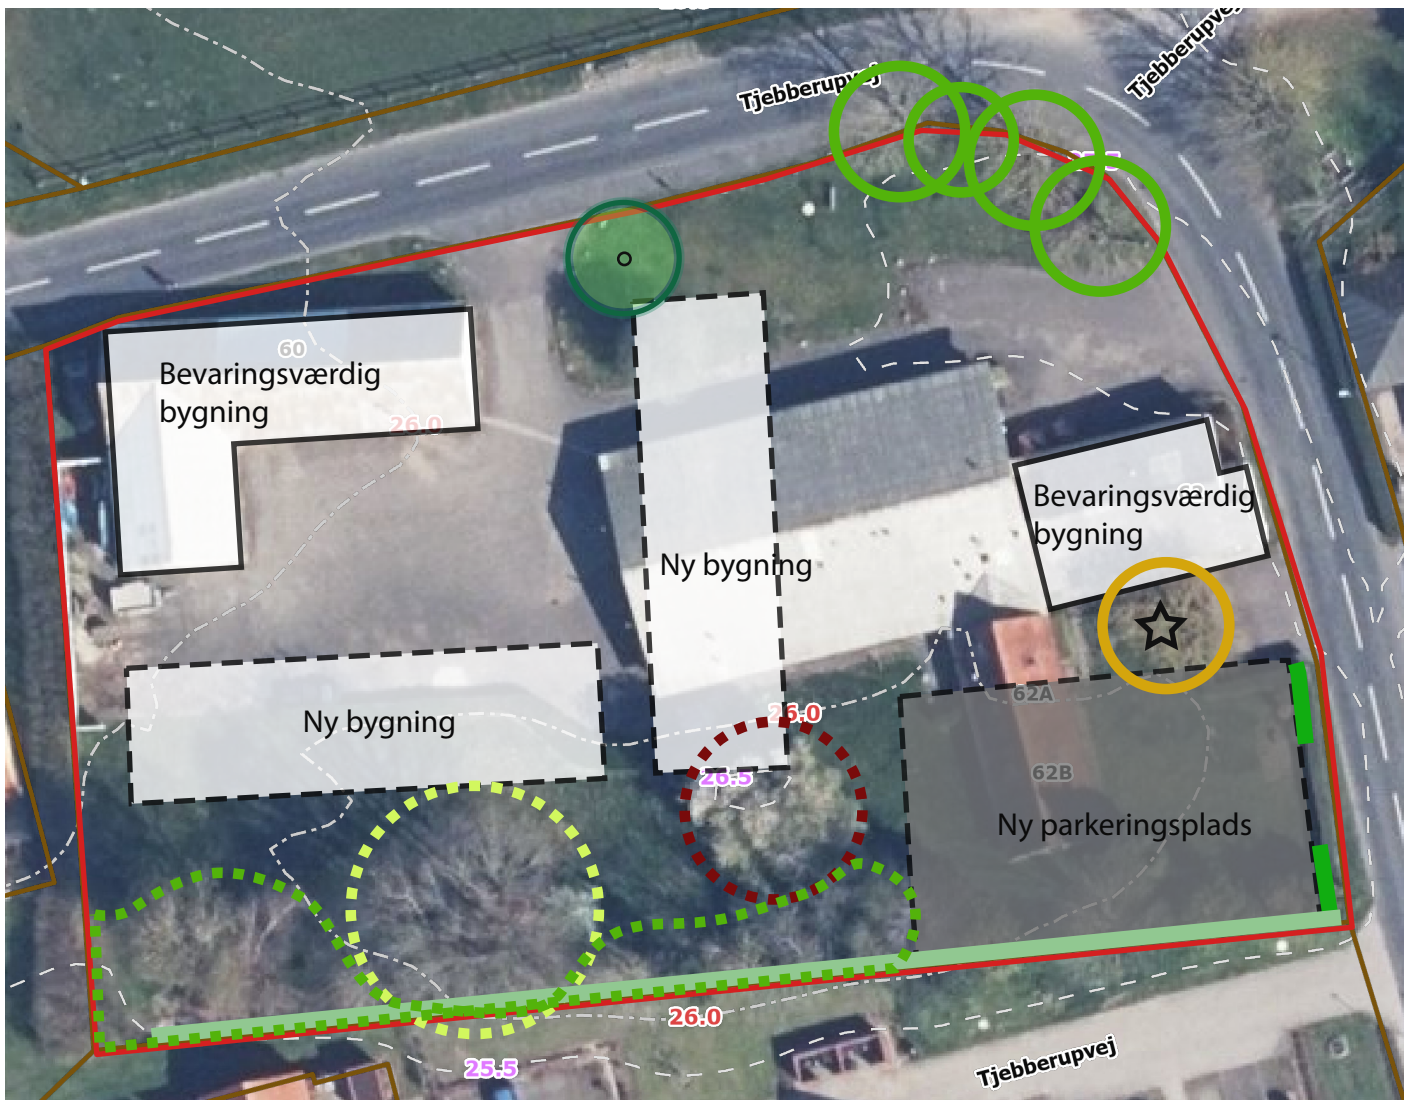 Tjebberupvej
Tjebberupvej
60
Bevaringsværdig
bygning
26.0
Bevaringsværdig
bygning
Ny bygning
62A
Ny bygning
26.0
26.5
62B
Ny parkeringsplads
26.0
25.5
Tjebberupvej